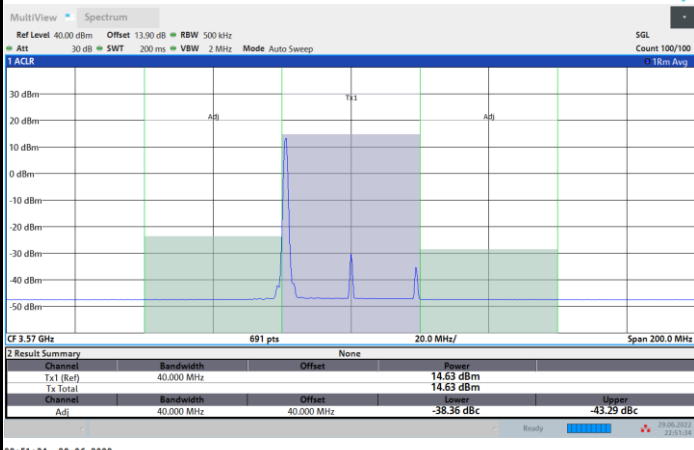 MultiView Spectrum
Ref Level 40.00 dBm Offset 13.90 dB RBW 500 kHz SGL
Att 30 dB SWT 200 ms VBW 2 MHz Mode Auto Sweep Count 100/100
1 ACLR 1Rm Avg
30 dBm
Tx1
20 dBm
Adj Adj
10 dBm
0 dBm
-10 dBm
-20 dBm
-30 dBm
-40 dBm
-50 dBm
CF 3.57 GHz 691 pts 20.0 MHz/ Span 200.0 MHz
2 Result Summary None
Channel Bandwidth Offset Power
Tx1 (Ref) 40.000 MHz 14.63 dBm
Tx Total 14.63 dBm
Channel Bandwidth Offset Lower Upper
Adj 40.000 MHz 40.000 MHz -38.36 dBc -43.29 dBc
Ready 29.06.2022
22:51:34